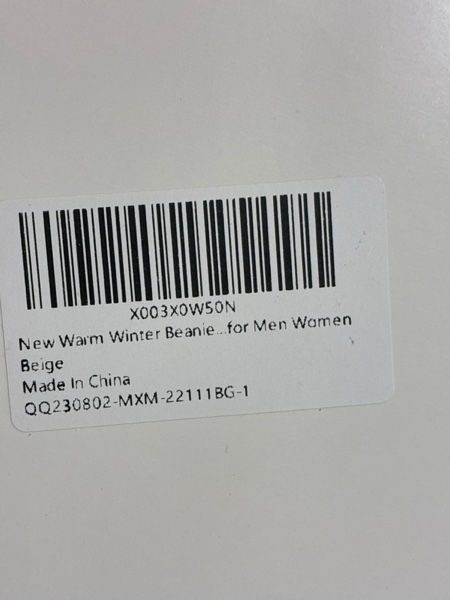 X003X0W50N
New Warm Winter Beanie...for Men Women
Beige
Made In China
QQ230802-MXM-22111BG-1